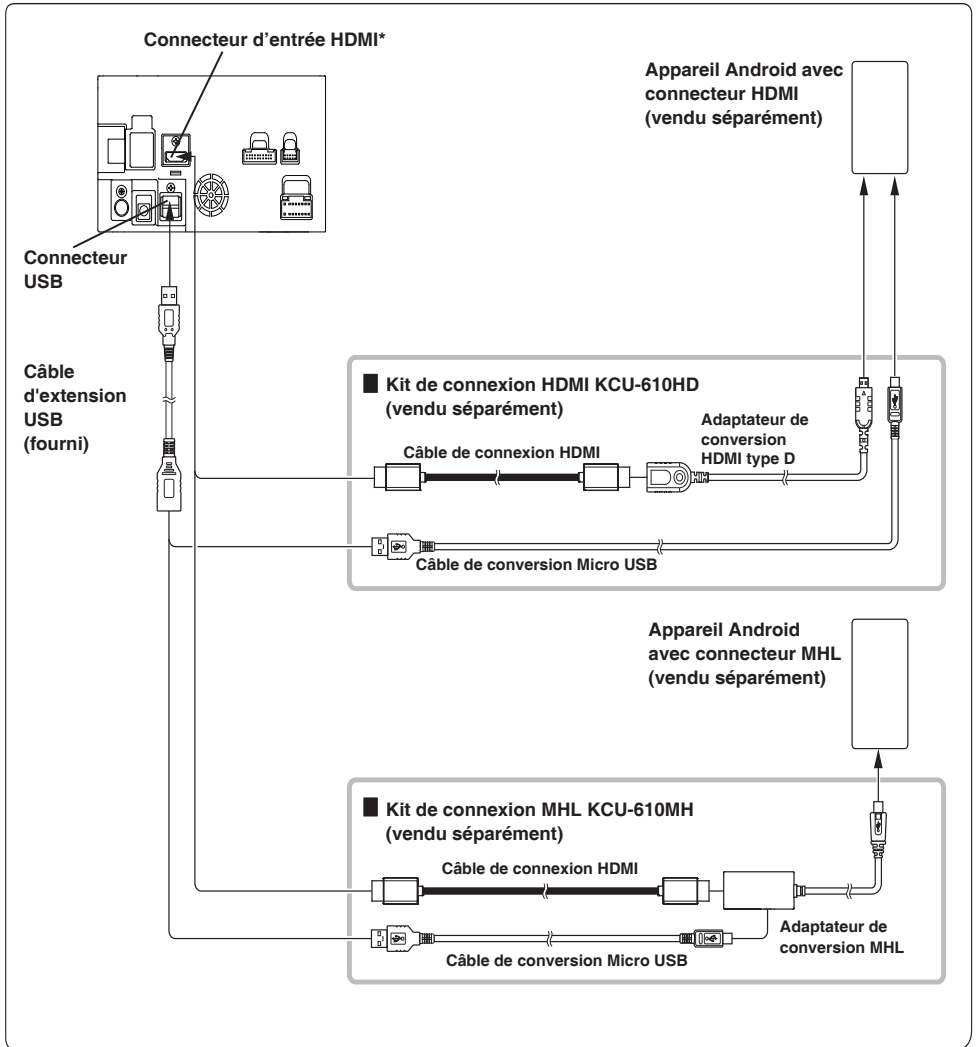 Connecteur d’entrée HDMI*
Appareil Android avec
connecteur HDMI
(vendu séparément)
Connecteur
USB
Câble
d'extension
USB
(fourni)
Kit de connexion HDMI KCU-610HD
(vendu séparément)
Adaptateur de
conversion
HDMI type D
Câble de connexion HDMI
Câble de conversion Micro USB
Appareil Android
avec connecteur MHL
(vendu séparément)
Kit de connexion MHL KCU-610MH
(vendu séparément)
Câble de connexion HDMI
Adaptateur de
conversion MHL
Câble de conversion Micro USB